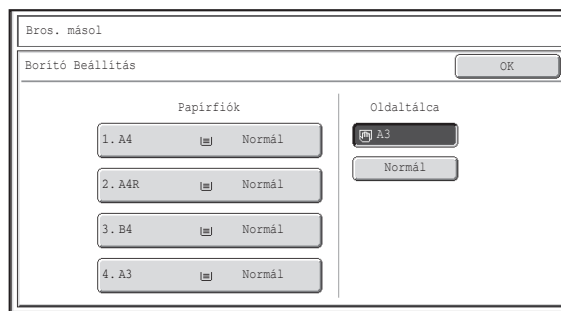 Bros. másol
Borító Beállítás
OK
Papírfiók
Oldaltálca
1. A4 Normál
2. A4R Normál
3. B4 Normál
4. A3 Normál
A3
Normál